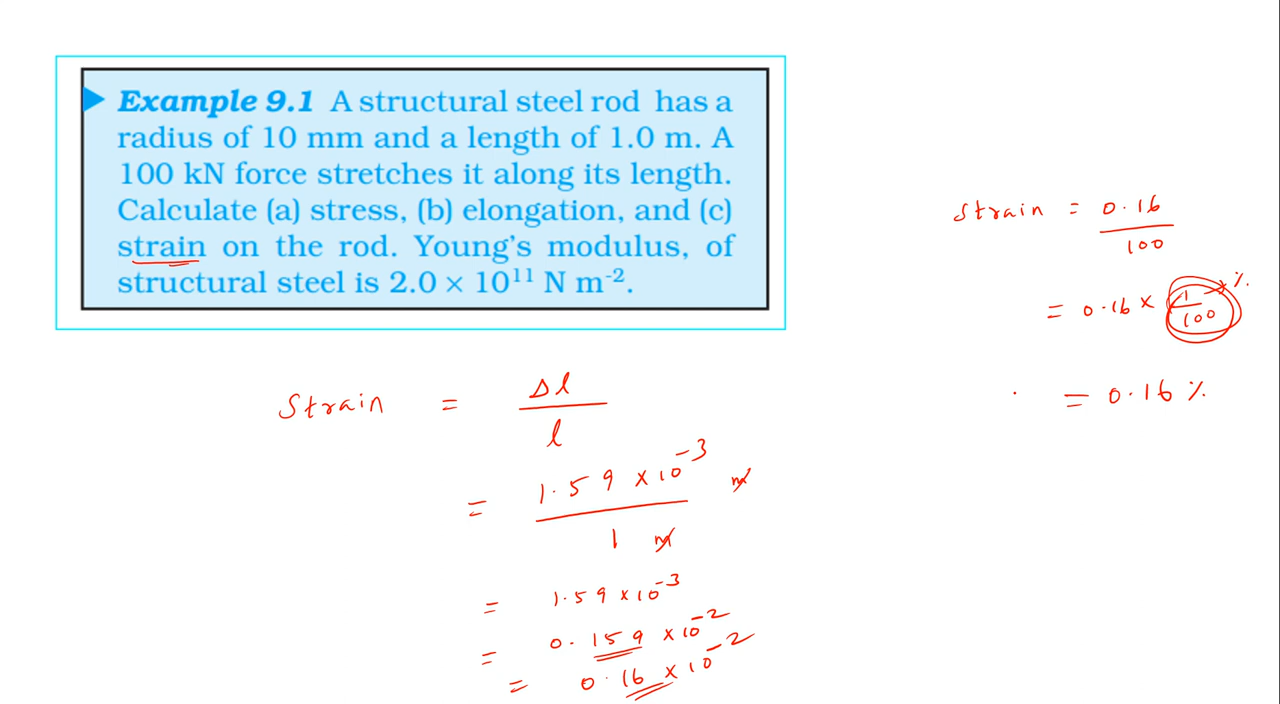 Example 9.1 A structural steel rod has a
radius of 10 mm and a length of 1.0 m. A
100 kN force stretches it along its length.
Calculate (a) stress, (b) elongation, and (c)
strain on the rod. Young's modulus, of
structural steel is 2.0 × 10¹¹ N m⁻².
Strain = Δl / l
= 1.59 × 10⁻³ m / 1 m
= 1.59 × 10⁻³
= 0.159 × 10⁻²
= 0.16 × 10⁻²
Strain = 0.16 / 100
= 0.16 × 1/100 → %
= 0.16 %